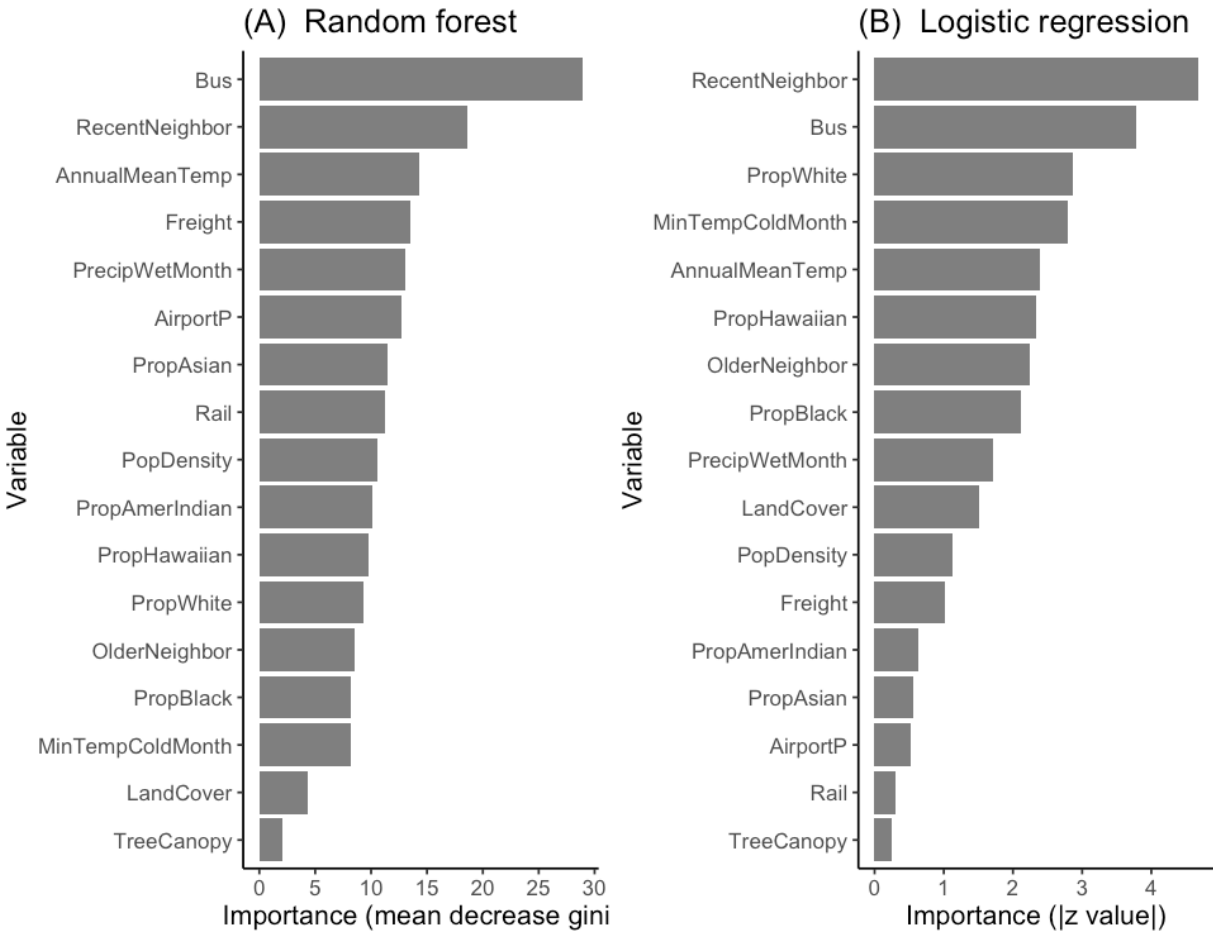 (A) Random forest
Variable
Bus
RecentNeighbor
AnnualMeanTemp
Freight
PrecipWetMonth
AirportP
PropAsian
Rail
PopDensity
PropAmerIndian
PropHawaiian
PropWhite
OlderNeighbor
PropBlack
MinTempColdMonth
LandCover
TreeCanopy
0 5 10 15 20 25 30
Importance (mean decrease gini
(B) Logistic regression
Variable
RecentNeighbor
Bus
PropWhite
MinTempColdMonth
AnnualMeanTemp
PropHawaiian
OlderNeighbor
PropBlack
PrecipWetMonth
LandCover
PopDensity
Freight
PropAmerIndian
PropAsian
AirportP
Rail
TreeCanopy
0 1 2 3 4
Importance (|z value|)